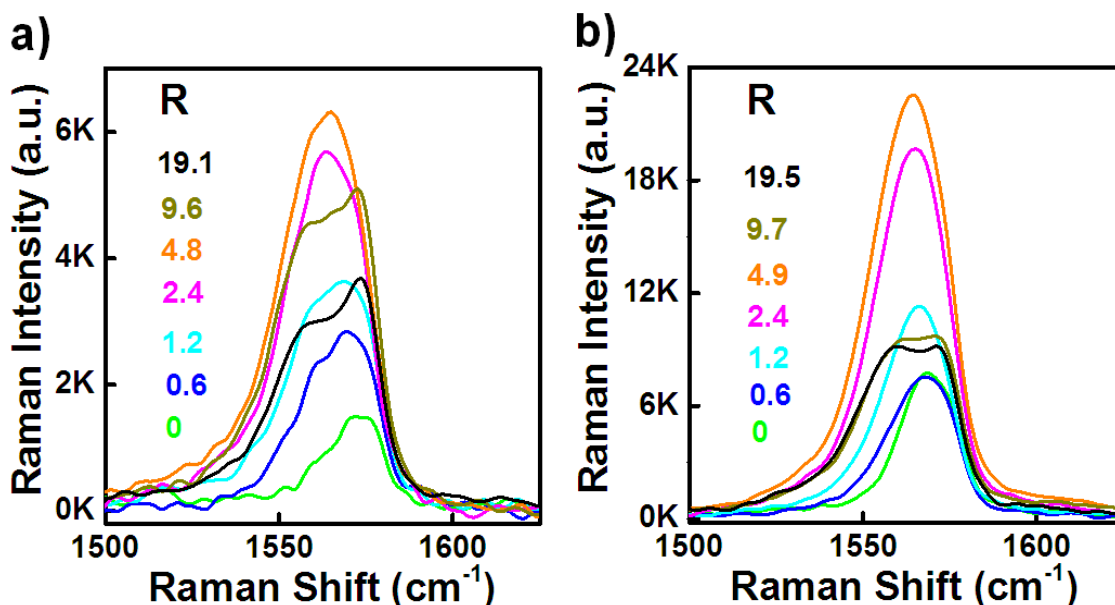 a)
Raman Intensity (a.u.)
6K
4K
2K
0K
R
19.1
9.6
4.8
2.4
1.2
0.6
0
1500
1550
1600
Raman Shift (cm-1)
b)
Raman Intensity (a.u.)
24K
18K
12K
6K
0K
R
19.5
9.7
4.9
2.4
1.2
0.6
0
1500
1550
1600
Raman Shift (cm-1)